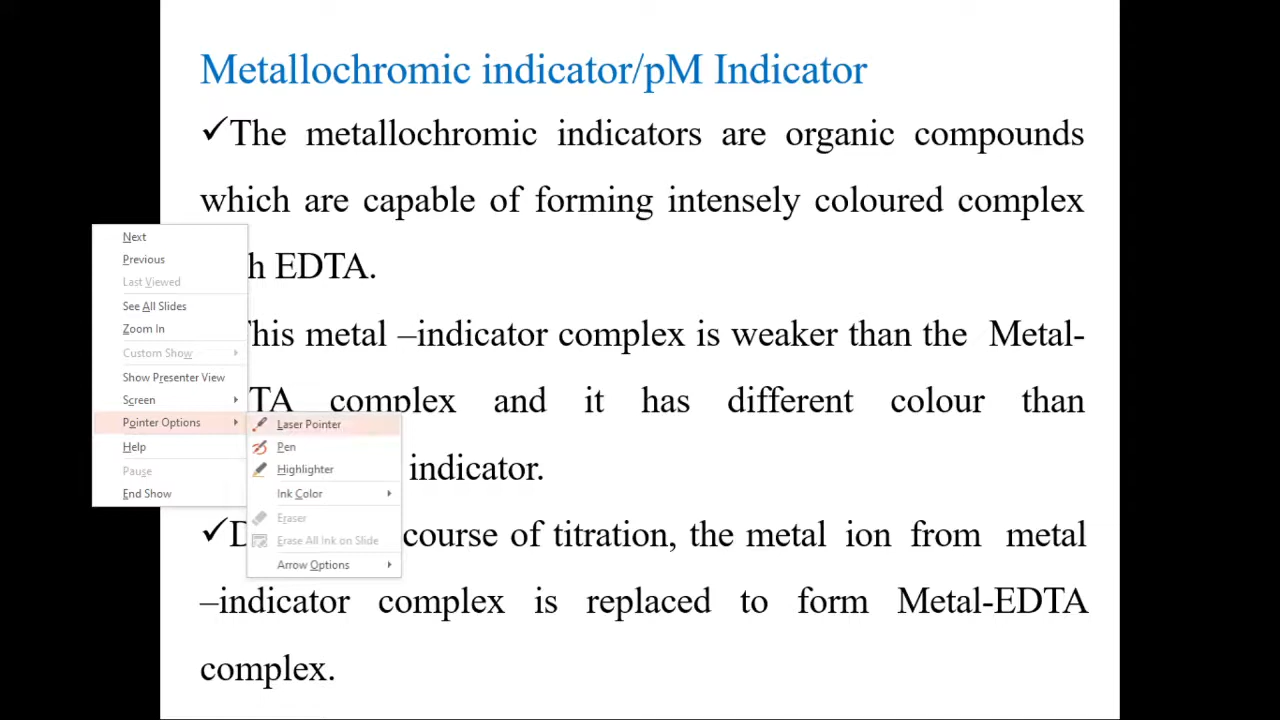 Metallochromic indicator/pM Indicator
✓The metallochromic indicators are organic compounds
which are capable of forming intensely coloured complex
h EDTA.
his metal –indicator complex is weaker than the Metal-
TA complex and it has different colour than
indicator.
✓D course of titration, the metal ion from metal
–indicator complex is replaced to form Metal-EDTA
complex.
Next
Previous
Last Viewed
See All Slides
Zoom In
Custom Show
Show Presenter View
Screen
Pointer Options
Help
Pause
End Show
Laser Pointer
Pen
Highlighter
Ink Color
Eraser
Erase All Ink on Slide
Arrow Options